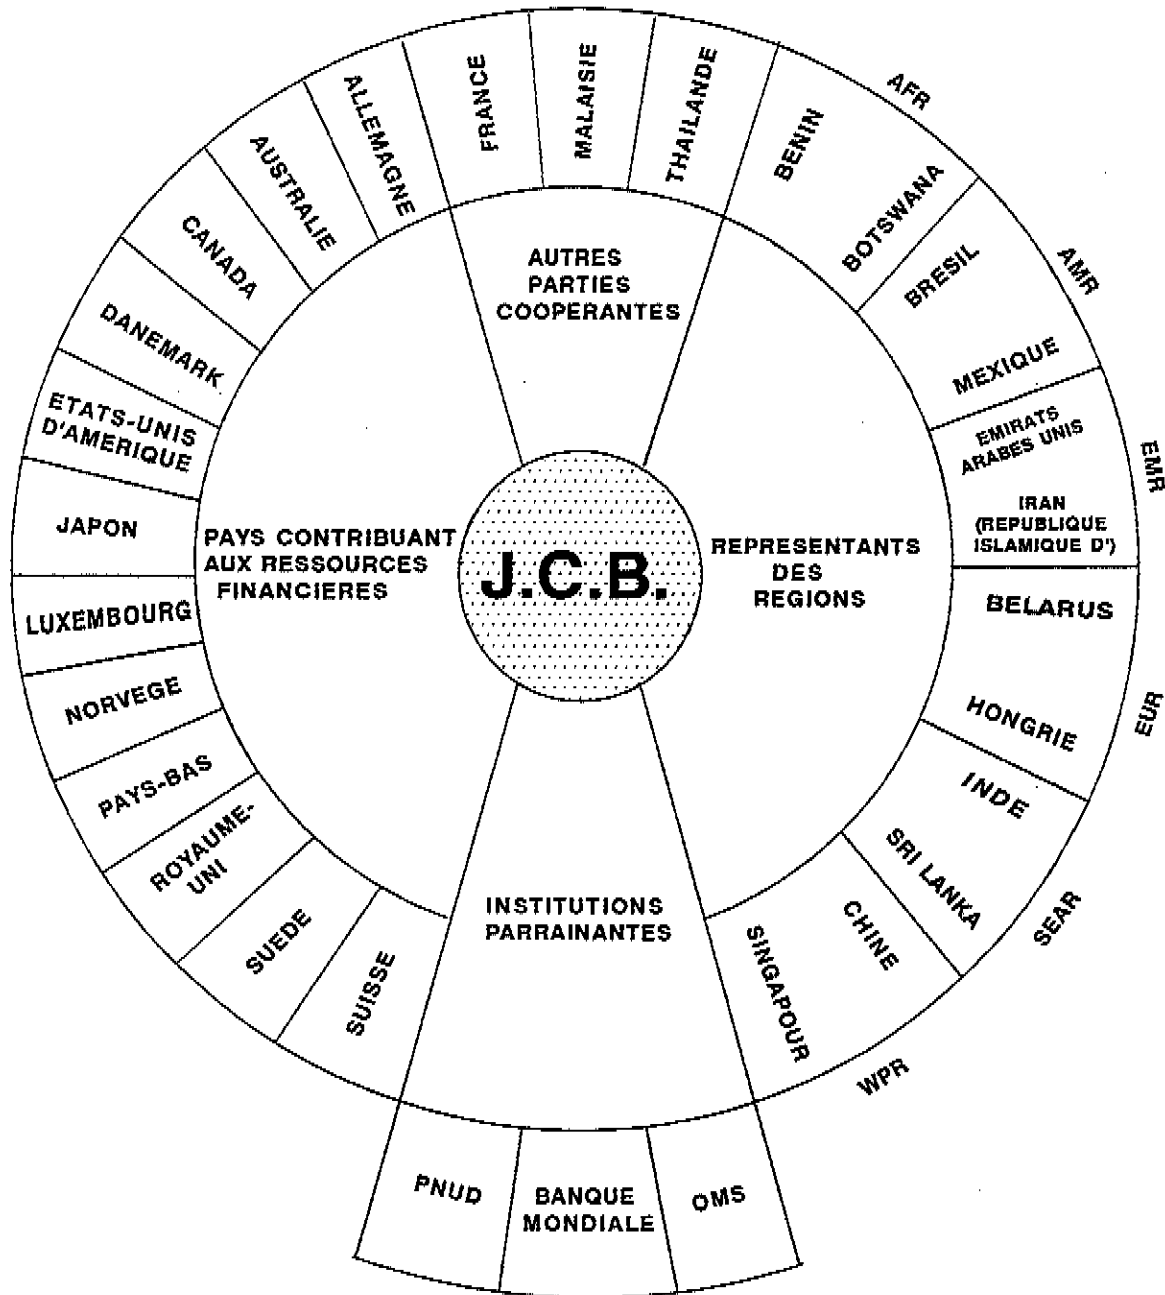 FRANCE
MALAISIE
THAILANDE
AUTRES
PARTIES
COOPERANTES
BENIN
BOTSWANA
AFR
BRESIL
MEXIQUE
AMR
EMIRATS
ARABES UNIS
IRAN
(REPUBLIQUE
ISLAMIQUE D')
EMR
BELARUS
HONGRIE
EUR
INDE
SRI LANKA
SEAR
CHINE
SINGAPOUR
WPR
REPRESENTANTS
DES
REGIONS
J.C.B.
PAYS CONTRIBUANT
AUX RESSOURCES
FINANCIERES
ALLEMAGNE
AUSTRALIE
CANADA
DANEMARK
ETATS-UNIS
D'AMERIQUE
JAPON
LUXEMBOURG
NORVEGE
PAYS-BAS
ROYAUME-
UNI
SUEDE
SUISSE
INSTITUTIONS
PARRAINANTES
PNUD
BANQUE
MONDIALE
OMS